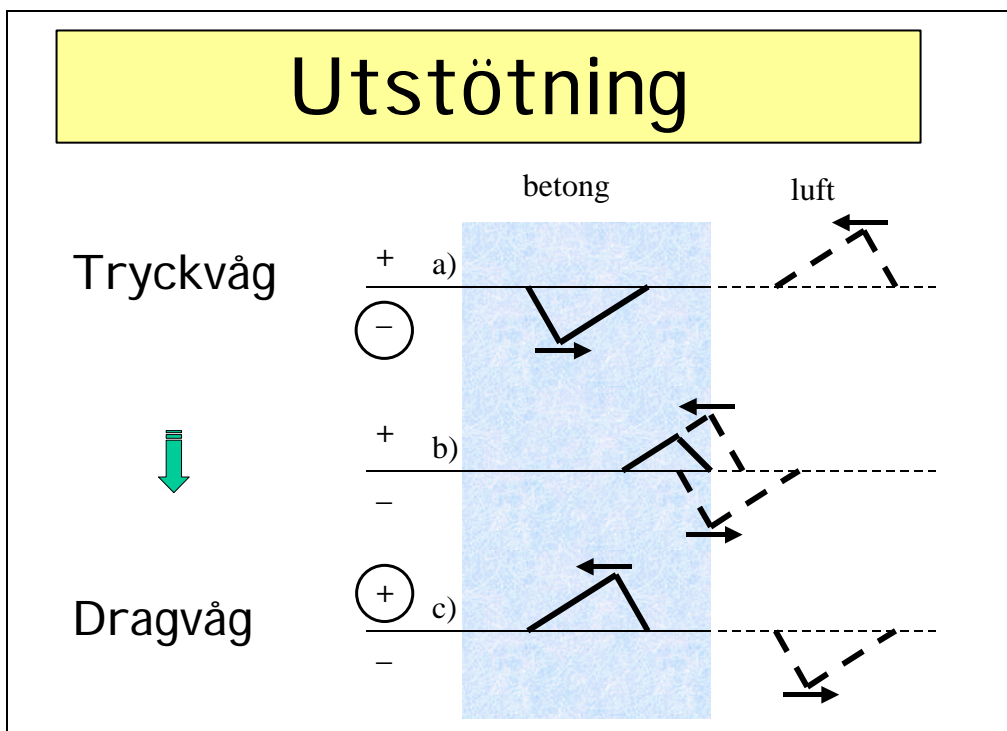 Utstötning
betong luft
Tryckvåg + a)
–
+ b)
–
Dragvåg + c)
–